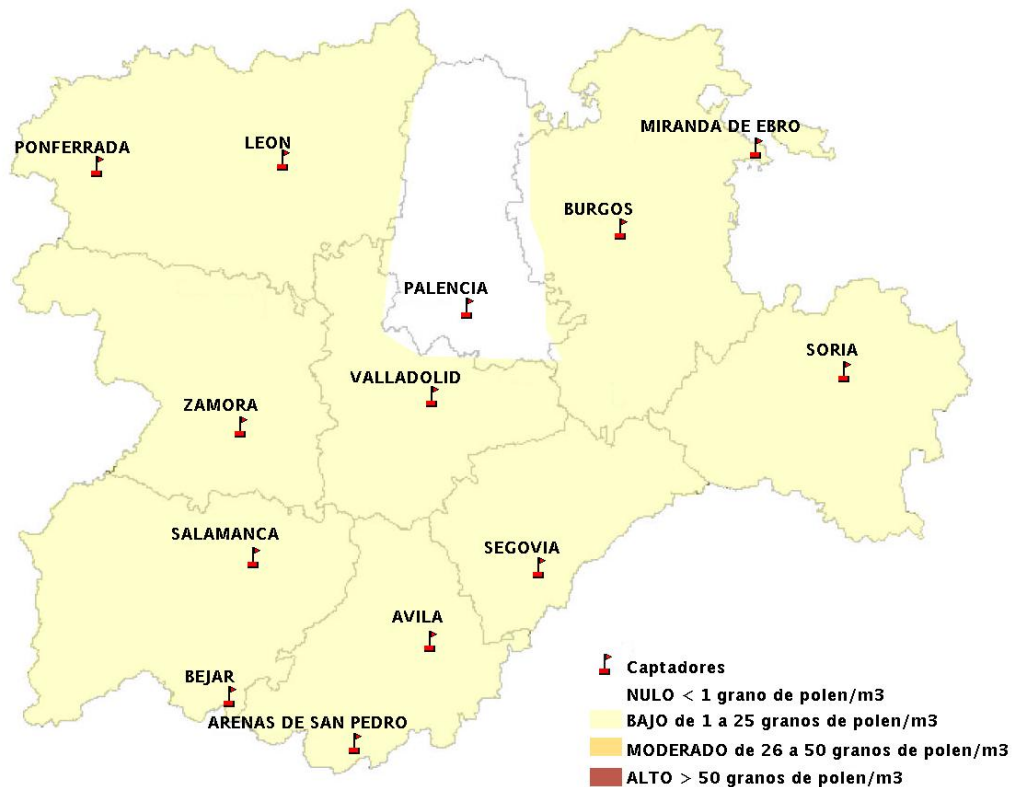 MIRANDA DE EBRO
PONFERRADA
LEON
BURGOS
PALENCIA
SORIA
VALLADOLID
ZAMORA
SALAMANCA
SEGOVIA
AVILA
BEJAR
ARENAS DE SAN PEDRO
Captadores
NULO < 1 grano de polen/m3
BAJO de 1 a 25 granos de polen/m3
MODERADO de 26 a 50 granos de polen/m3
ALTO > 50 granos de polen/m3